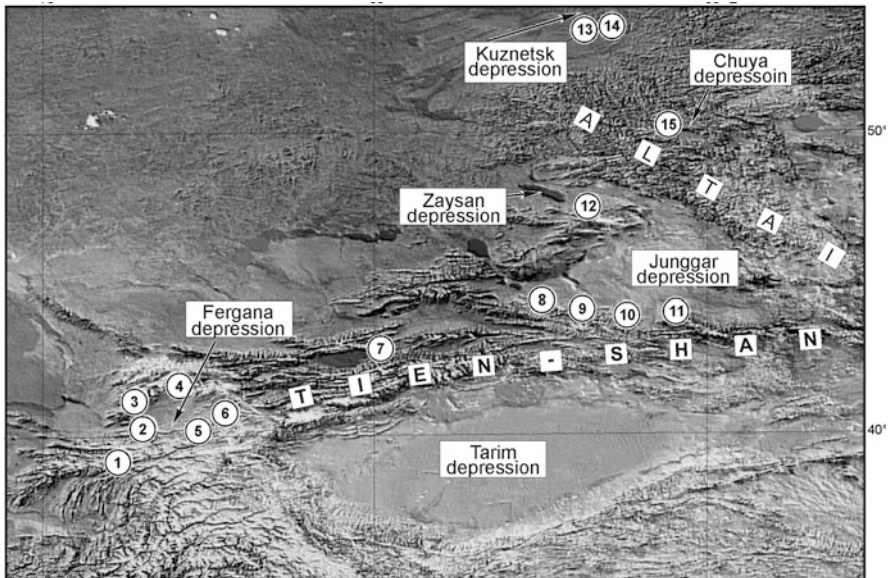 13
14
Kuznetsk
depression
Chuya
depressoin
15
50°
A
L
T
A
I
Zaysan
depression
12
Junggar
depression
Fergana
depression
8
9
10
11
7
T I E N - S H A N
4
3
6
2
5
40°
1
Tarim
depression